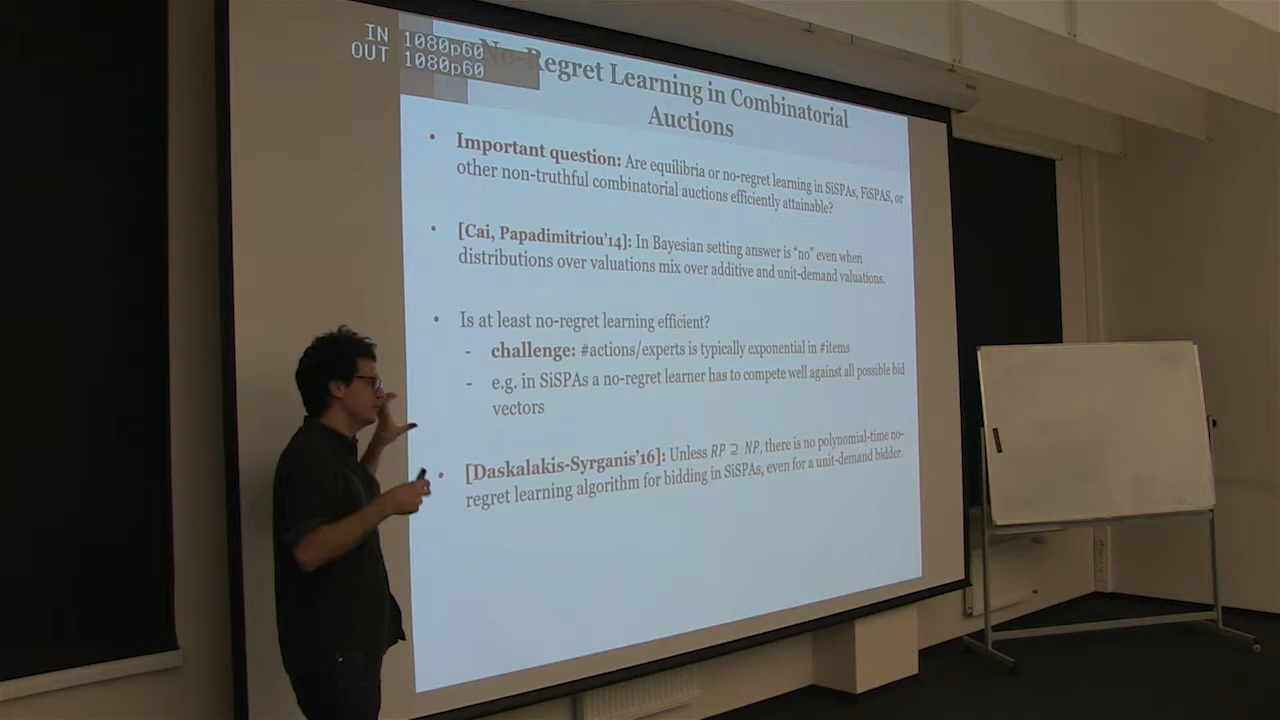 IN 1080p60
OUT 1080p60
No-Regret Learning in Combinatorial
Auctions
• Important question: Are equilibria or no-regret learning in SiSPAs, FiSPAS, or
other non-truthful combinatorial auctions efficiently attainable?
• [Cai, Papadimitriou’14]: In Bayesian setting answer is “no” even when
distributions over valuations mix over additive and unit-demand valuations.
• Is at least no-regret learning efficient?
- challenge: #actions/experts is typically exponential in #items
- e.g. in SiSPAs a no-regret learner has to compete well against all possible bid
vectors
• [Daskalakis-Syrganis’16]: Unless RP ⊇ NP, there is no polynomial-time no-
regret learning algorithm for bidding in SiSPAs, even for a unit-demand bidder.